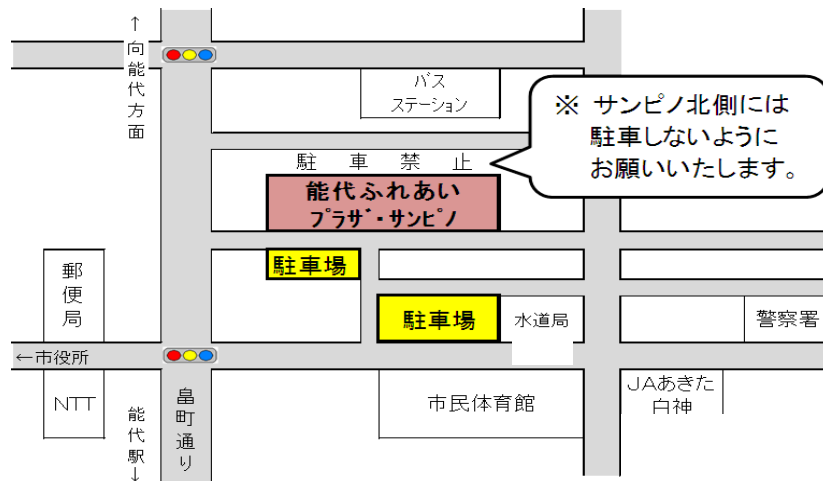 ↑
向能代方面
バス
ステーション
※ サンピノ北側には
駐車しないように
お願いいたします。
駐車禁止
能代ふれあい
プラザ・サンピノ
駐車場
郵便局
駐車場
水道局
警察署
←市役所
NTT
能代駅↓
畠町通り
市民体育館
JAあきた
白神